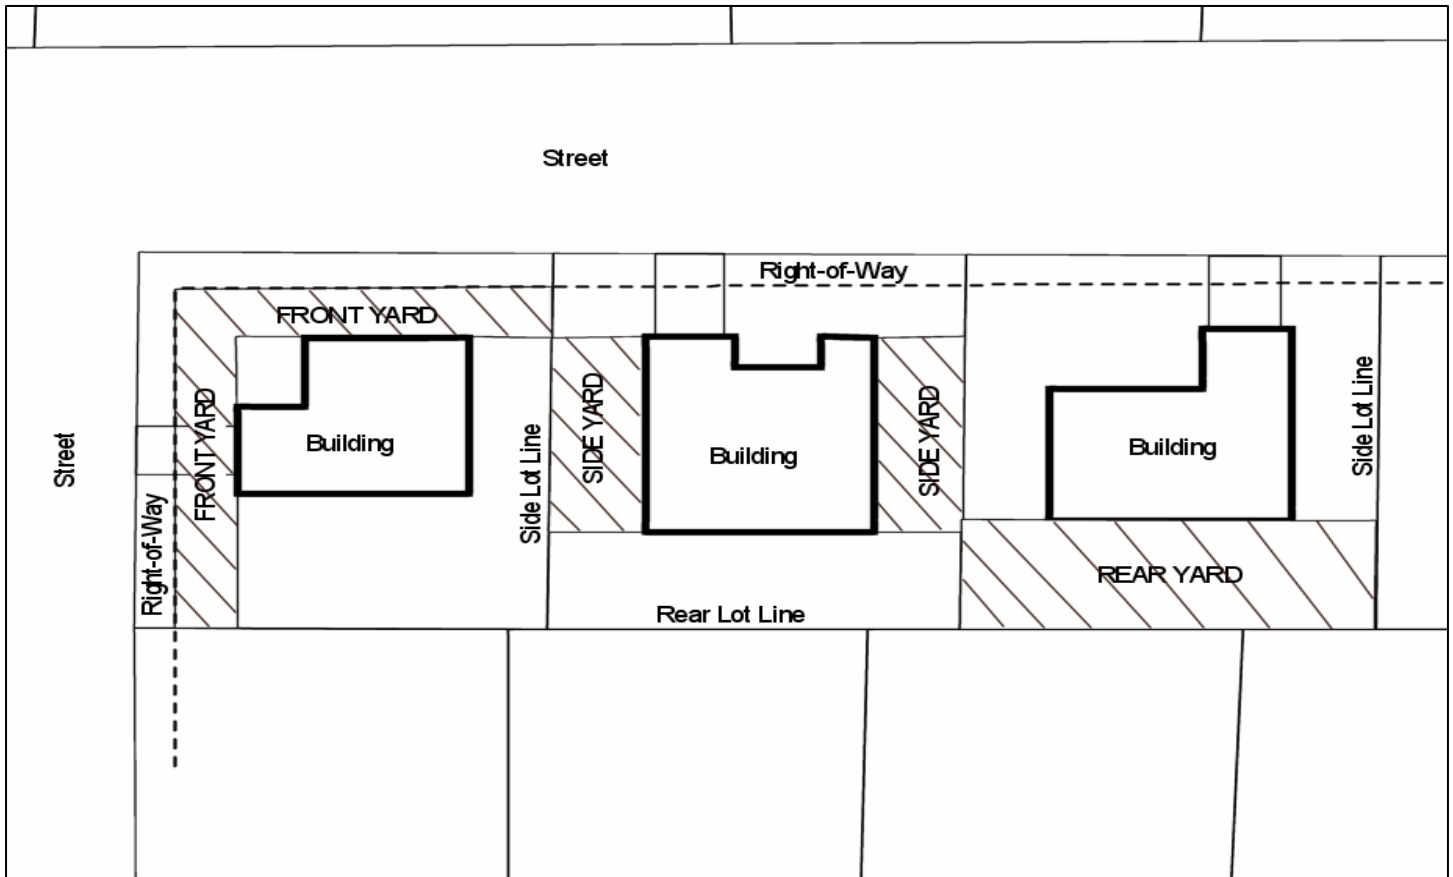 Street
Right-of-Way
FRONT YARD
FRONT YARD
Building
Street
Right-of-Way
Side Lot Line
SIDE YARD
Building
SIDE YARD
Rear Lot Line
Building
Side Lot Line
REAR YARD